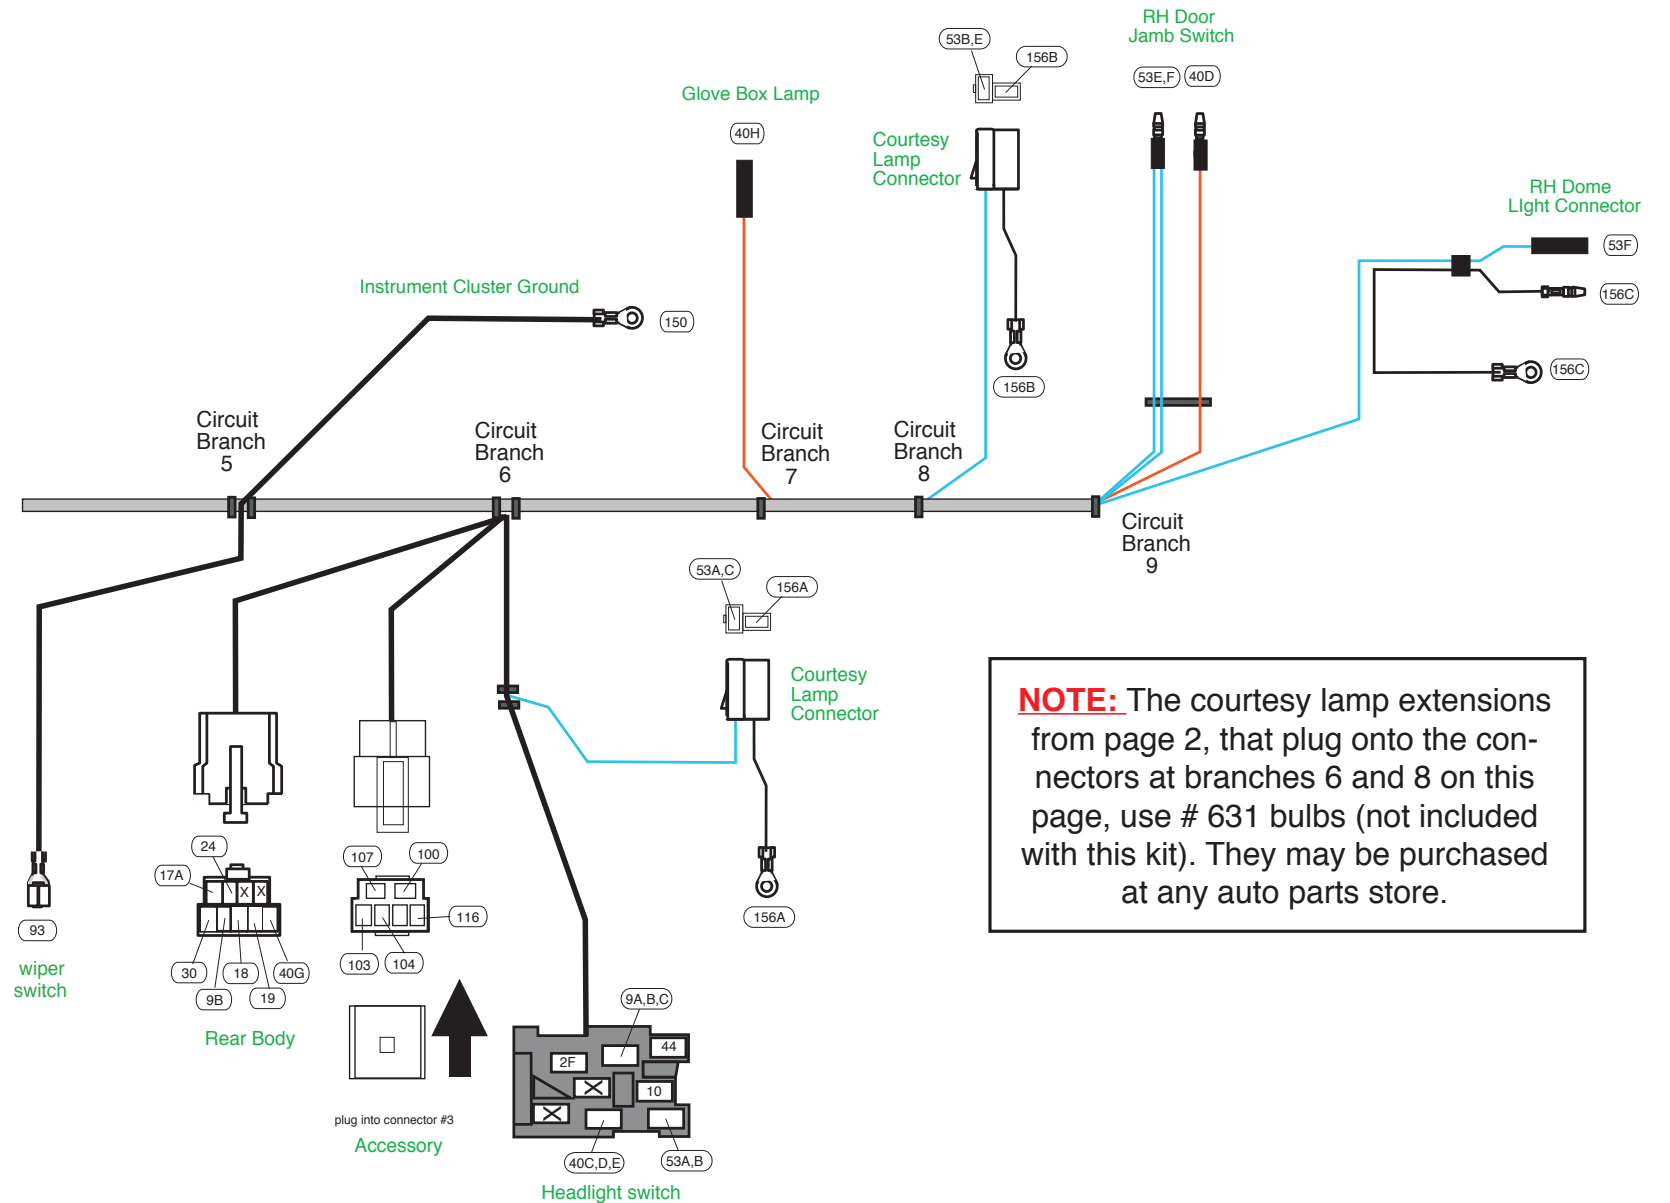 RH Door
Jamb Switch
53B,E
156B
53E,F
40D
Glove Box Lamp
40H
Courtesy
Lamp
Connector
RH Dome
LIght Connector
53F
156C
156C
Instrument Cluster Ground
150
156B
Circuit
Branch
5
Circuit
Branch
6
Circuit
Branch
7
Circuit
Branch
8
Circuit
Branch
9
53A,C
156A
Courtesy
Lamp
Connector
156A
NOTE: The courtesy lamp extensions
from page 2, that plug onto the con-
nectors at branches 6 and 8 on this
page, use # 631 bulbs (not included
with this kit). They may be purchased
at any auto parts store.
93
wiper
switch
24
17A
X X
30
9B
18
19
40G
Rear Body
107
100
116
103
104
plug into connector #3
Accessory
9A,B,C
44
2F
X
10
X
40C,D,E
53A,B
Headlight switch